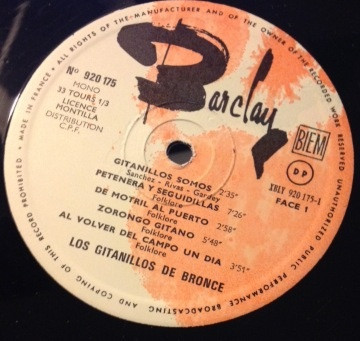 ALL RIGHTS OF THE MANUFACTURER AND OF THE OWNER OF THE RECORDED WORK RESERVED. UNAUTHORISED PUBLIC PERFORMANCE BROADCASTING AND COPYING OF THIS RECORD PROHIBITED. • MADE IN FRANCE •
Barclay
Nº 920 175
MONO
33 TOURS 1/3
LICENCE
MONTILLA
DISTRIBUTION
C.P.F.
BIEM
DP
XBLY 920 175-1
FACE 1
GITANILLOS SOMOS 2'35"
Sanches - Rivas - Gardey
PETENERA Y SEGUIDILLAS
Folklore 7'26"
DE MOTRIL AL PUERTO
Folklore 2'58"
ZORONGO GITANO
Folklore 5'48"
AL VOLVER DEL CAMPO UN DIA
Folklore 3'51"
LOS GITANILLOS DE BRONCE